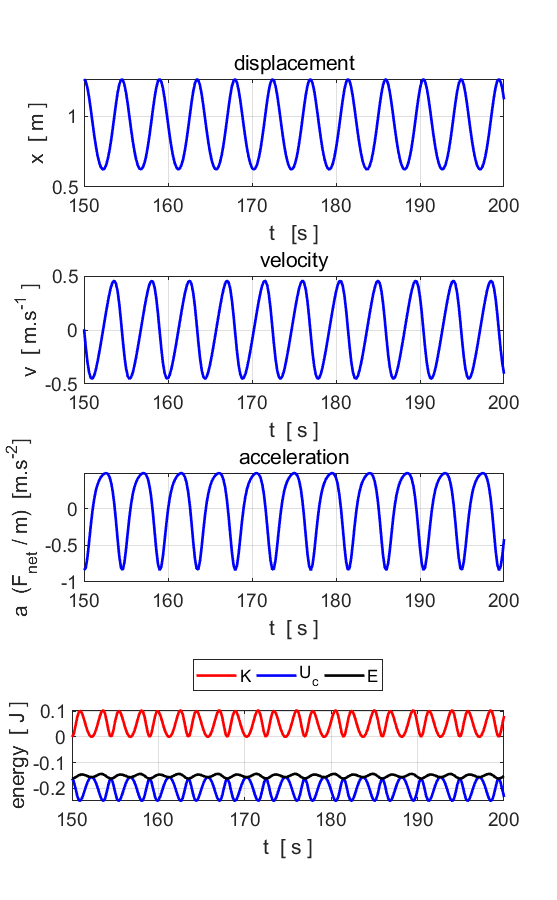 displacement
x [ m ]
1
0.5
150 160 170 180 190 200
t [s ]
velocity
v [ m.s-1 ]
0.5
0
-0.5
150 160 170 180 190 200
t [ s ]
acceleration
a (Fnet / m) [m.s-2]
0
-0.5
-1
150 160 170 180 190 200
t [ s ]
K Uc E
energy [ J ]
0.1
0
-0.1
-0.2
150 160 170 180 190 200
t [ s ]